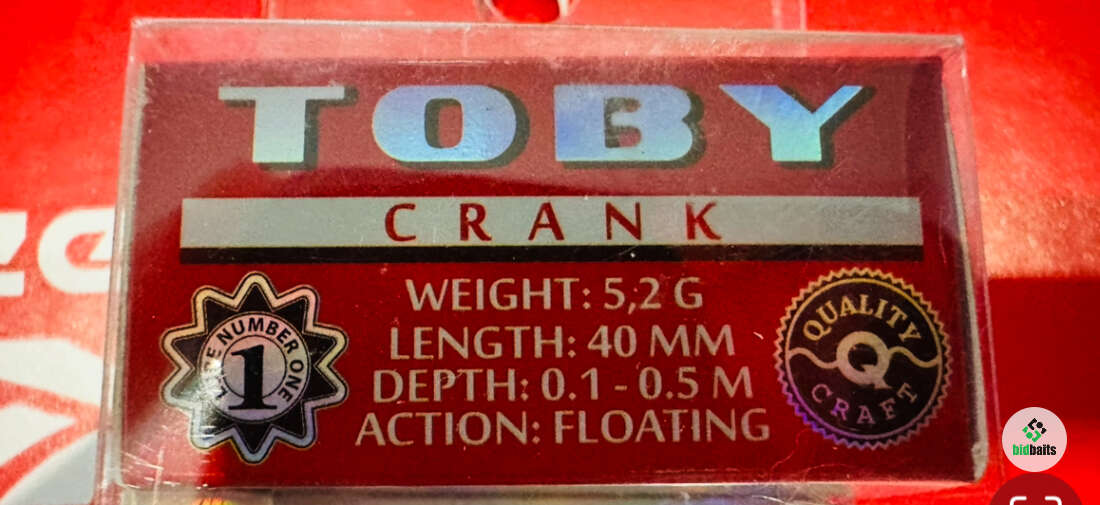 TOBY
CRANK
WEIGHT: 5,2 G
LENGTH: 40 MM
DEPTH: 0.1 - 0.5 M
ACTION: FLOATING
NUMBER ONE
1
QUALITY
Q
CRAFT
bidbaits